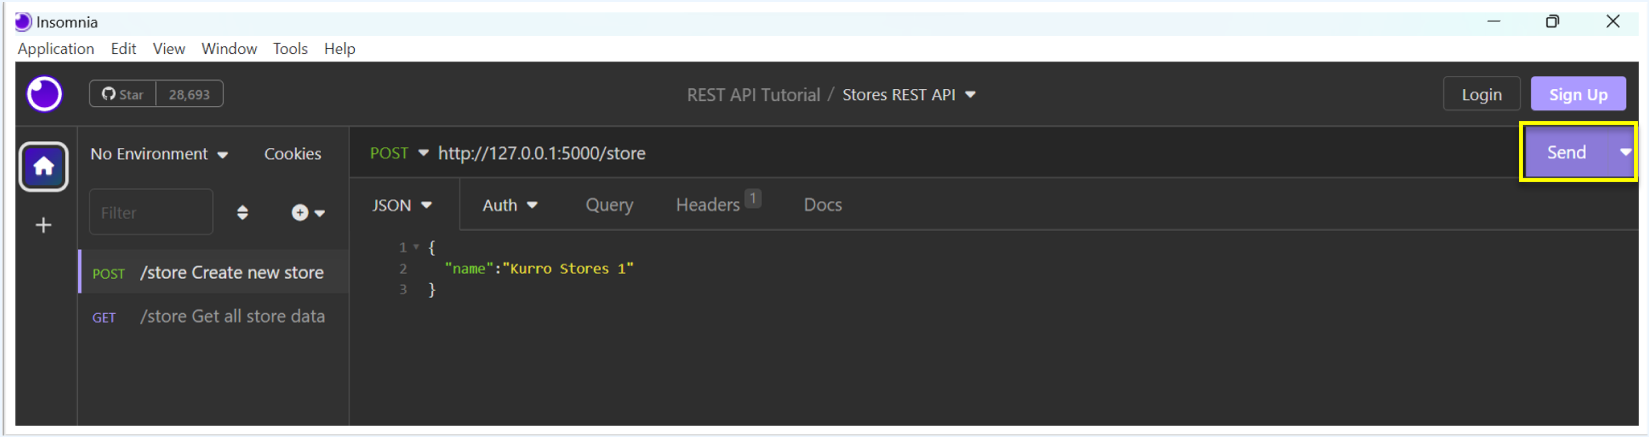 Insomnia
Application Edit View Window Tools Help
Star 28,693 REST API Tutorial / Stores REST API Login Sign Up
No Environment Cookies POST http://127.0.0.1:5000/store Send
Filter JSON Auth Query Headers 1 Docs
1 {
POST /store Create new store 2 "name":"Kurro Stores 1"
3 }
GET /store Get all store data